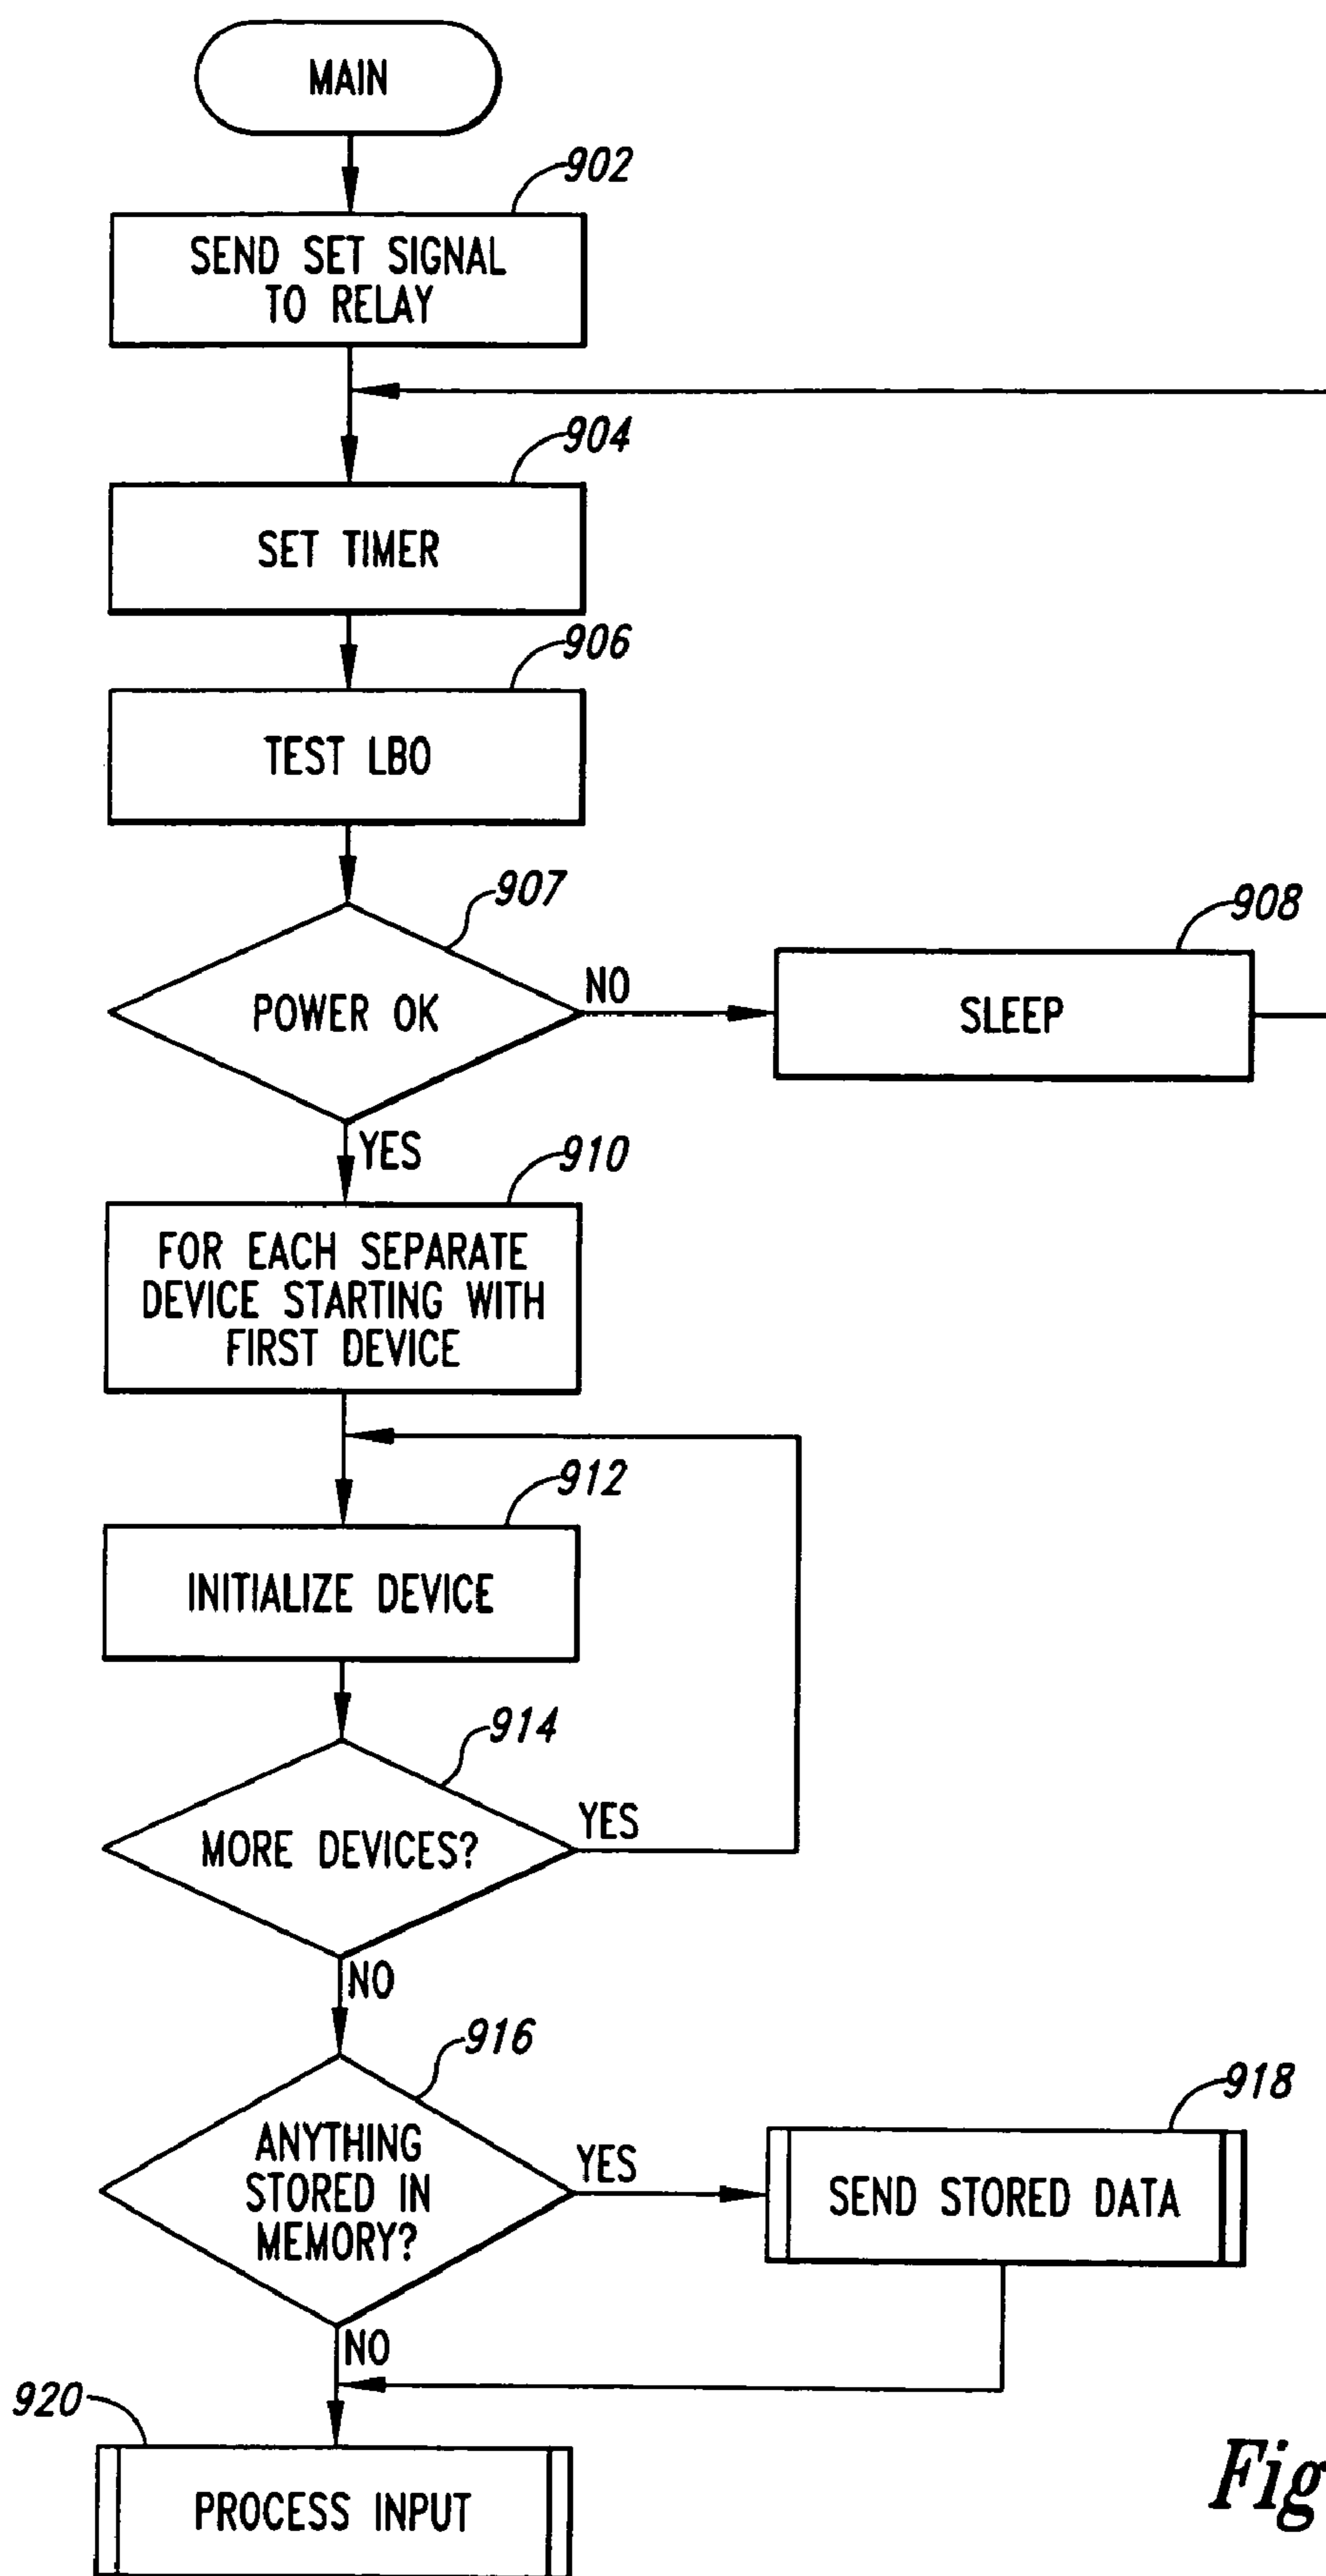 MAIN
902
SEND SET SIGNAL
TO RELAY
904
SET TIMER
906
TEST LBO
907
POWER OK
NO
908
SLEEP
YES
910
FOR EACH SEPARATE
DEVICE STARTING WITH
FIRST DEVICE
912
INITIALIZE DEVICE
914
MORE DEVICES?
YES
NO
916
ANYTHING
STORED IN
MEMORY?
YES
918
SEND STORED DATA
NO
920
PROCESS INPUT
Fig